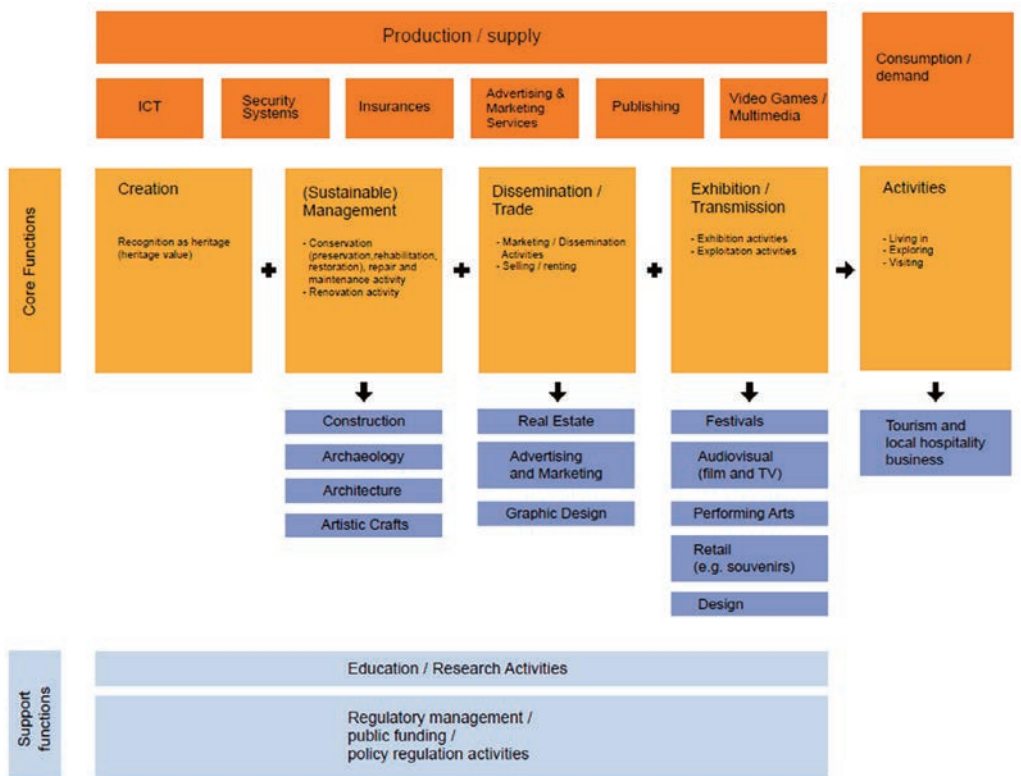 Production / supply
Consumption /
demand
ICT
Security
Systems
Insurances
Advertising &
Marketing
Services
Publishing
Video Games /
Multimedia
Core Functions
Creation
Recognition as heritage
(heritage value)
(Sustainable)
Management
- Conservation
(preservation,rehabilitation,
restoration), repair and
maintenance activity
- Renovation activity
Dissemination /
Trade
- Marketing / Dissemination
Activities
- Selling / renting
Exhibition /
Transmission
- Exhibition activities
- Exploitation activities
Activities
- Living in
- Exploring
- Visiting
Construction
Archaeology
Architecture
Artistic Crafts
Real Estate
Advertising
and Marketing
Graphic Design
Festivals
Audiovisual
(film and TV)
Performing Arts
Retail
(e.g. souvenirs)
Design
Tourism and
local hospitality
business
Support
functions
Education / Research Activities
Regulatory management /
public funding /
policy regulation activities